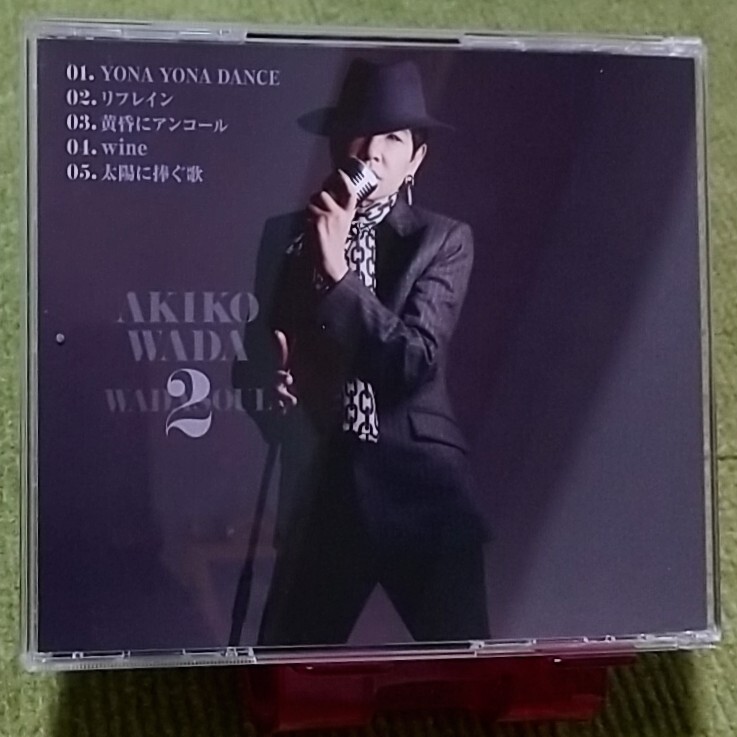 01. YONA YONA DANCE
02. リフレイン
03. 黄昏にアンコール
04. wine
05. 太陽に捧ぐ歌
AKIKO
WADA
WADASOUL
2